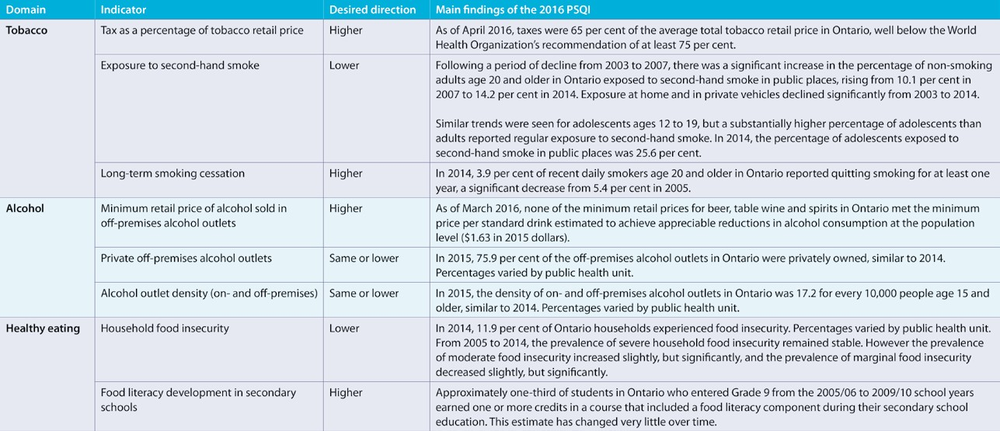 Domain Indicator Desired direction Main findings of the 2016 PSQI
Tobacco Tax as a percentage of tobacco retail price Higher As of April 2016, taxes were 65 per cent of the average total tobacco retail price in Ontario, well below the World
Health Organization's recommendation of at least 75 per cent.
Exposure to second-hand smoke Lower Following a period of decline from 2003 to 2007, there was a significant increase in the percentage of non-smoking
adults age 20 and older in Ontario exposed to second-hand smoke in public places, rising from 10.1 per cent in
2007 to 14.2 per cent in 2014. Exposure at home and in private vehicles declined significantly from 2003 to 2014.
Similar trends were seen for adolescents ages 12 to 19, but a substantially higher percentage of adolescents than
adults reported regular exposure to second-hand smoke. In 2014, the percentage of adolescents exposed to
second-hand smoke in public places was 25.6 per cent.
Long-term smoking cessation Higher In 2014, 3.9 per cent of recent daily smokers age 20 and older in Ontario reported quitting smoking for at least one
year, a significant decrease from 5.4 per cent in 2005.
Alcohol Minimum retail price of alcohol sold in Higher As of March 2016, none of the minimum retail prices for beer, table wine and spirits in Ontario met the minimum
off-premises alcohol outlets price per standard drink estimated to achieve appreciable reductions in alcohol consumption at the population
level ($1.63 in 2015 dollars).
Private off-premises alcohol outlets Same or lower In 2015, 75.9 per cent of the off-premises alcohol outlets in Ontario were privately owned, similar to 2014.
Percentages varied by public health unit.
Alcohol outlet density (on- and off-premises) Same or lower In 2015, the density of on- and off-premises alcohol outlets in Ontario was 17.2 for every 10,000 people age 15 and
older, similar to 2014. Percentages varied by public health unit.
Healthy eating Household food insecurity Lower In 2014, 11.9 per cent of Ontario households experienced food insecurity. Percentages varied by public health unit.
From 2005 to 2014, the prevalence of severe household food insecurity remained stable. However the prevalence
of moderate food insecurity increased slightly, but significantly, and the prevalence of marginal food insecurity
decreased slightly, but significantly.
Food literacy development in secondary Higher Approximately one-third of students in Ontario who entered Grade 9 from the 2005/06 to 2009/10 school years
schools earned one or more credits in a course that included a food literacy component during their secondary school
education. This estimate has changed very little over time.